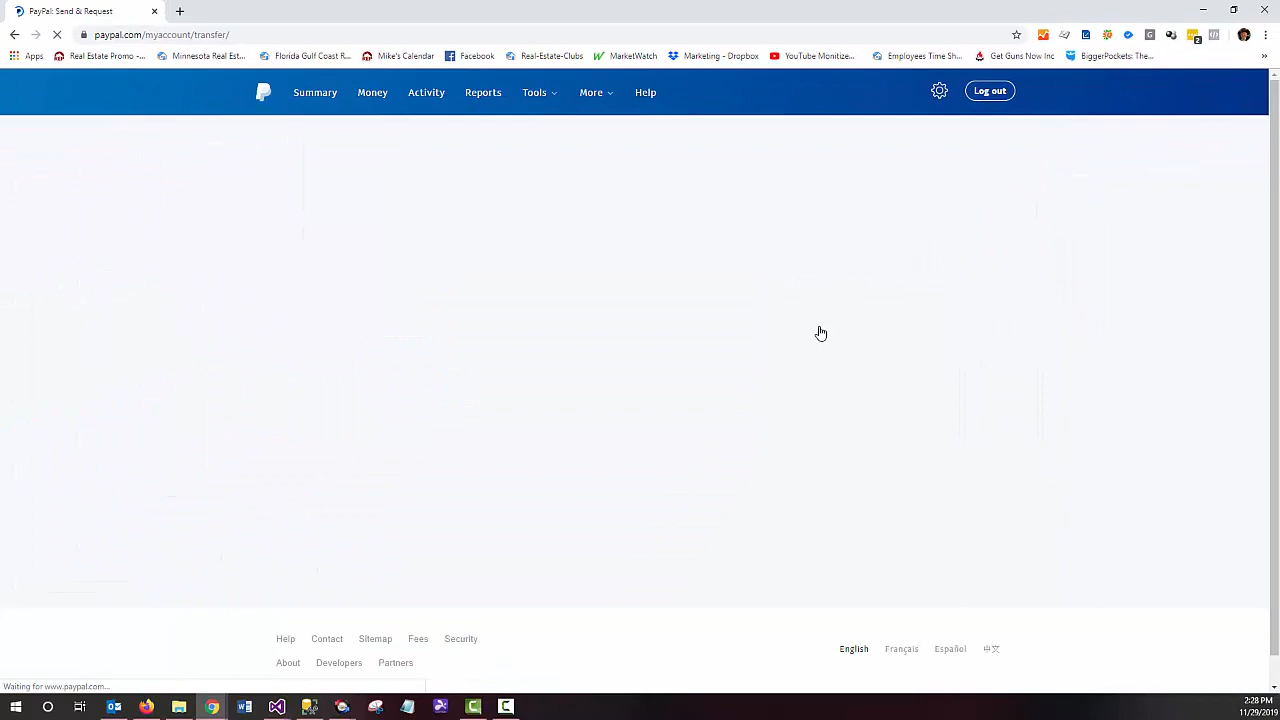 PayPal: Send & Request
paypal.com/myaccount/transfer/
Apps Real Estate Promo -... Minnesota Real Est... Florida Gulf Coast R... Mike's Calendar Facebook Real-Estate-Clubs MarketWatch Marketing - Dropbox YouTube Monitize... Employees Time Sh... Get Guns Now Inc BiggerPockets: The... »
Summary Money Activity Reports Tools More Help Log out
Help Contact Sitemap Fees Security
English Français Español 中文
About Developers Partners
Waiting for www.paypal.com...
2:28 PM
11/29/2019